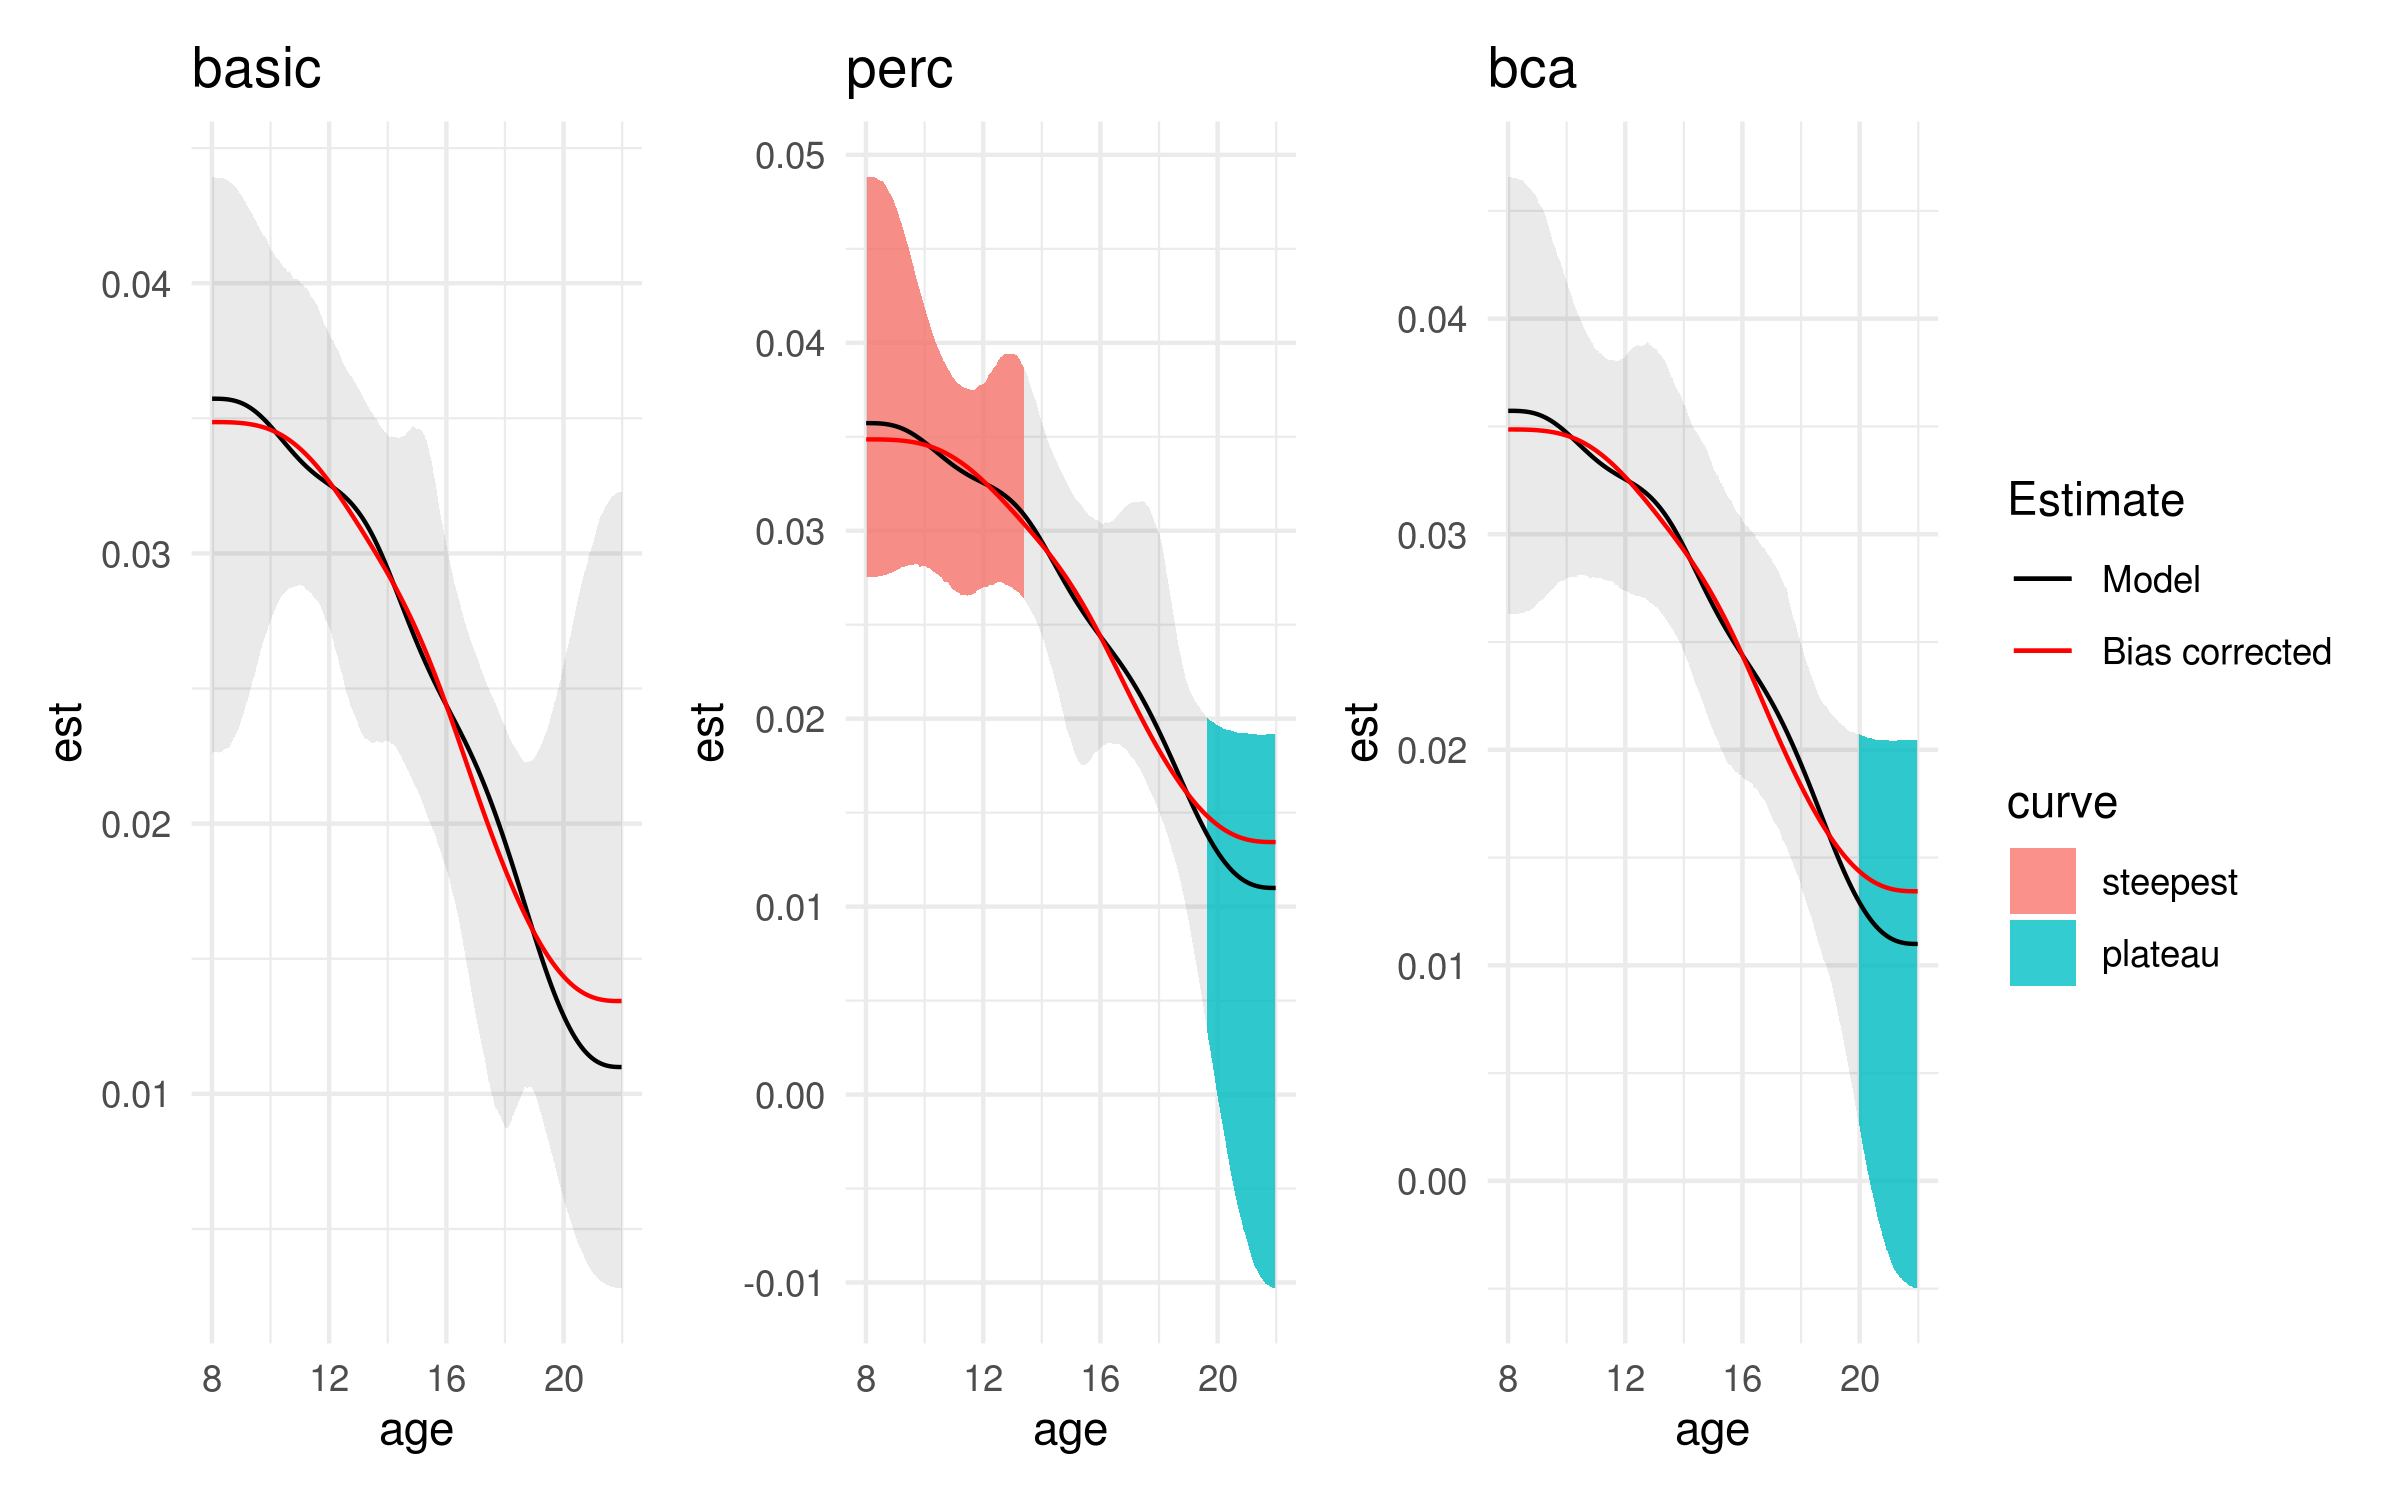 basic
0.04
0.03
0.02
0.01
est
8 12 16 20
age
perc
0.05
0.04
0.03
0.02
0.01
0.00
-0.01
est
8 12 16 20
age
bca
0.04
0.03
0.02
0.01
0.00
est
8 12 16 20
age
Estimate
Model
Bias corrected
curve
steepest
plateau